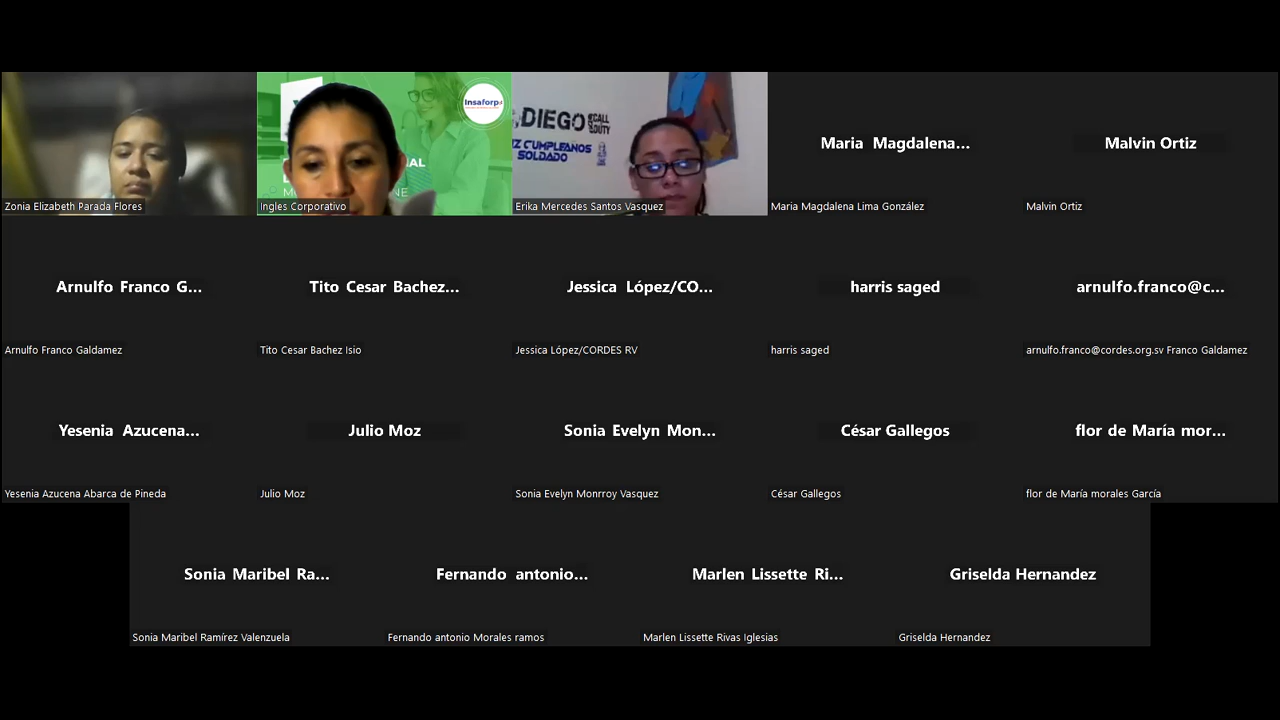 Insaforp
DIEGO
CALL
DUTY
CUMPLEAÑOS
SOLDADO
NAL
NE
Zonia Elizabeth Parada Flores
Ingles Corporativo
Erika Mercedes Santos Vasquez
Maria Magdalena...
Maria Magdalena Lima González
Malvin Ortiz
Malvin Ortiz
Arnulfo Franco G...
Arnulfo Franco Galdamez
Tito Cesar Bachez...
Tito Cesar Bachez Isio
Jessica López/CO...
Jessica López/CORDES RV
harris saged
harris saged
arnulfo.franco@c...
arnulfo.franco@cordes.org.sv Franco Galdamez
Yesenia Azucena...
Yesenia Azucena Abarca de Pineda
Julio Moz
Julio Moz
Sonia Evelyn Mon...
Sonia Evelyn Monrroy Vasquez
César Gallegos
César Gallegos
flor de María mor...
flor de María morales García
Sonia Maribel Ra...
Sonia Maribel Ramírez Valenzuela
Fernando antonio...
Fernando antonio Morales ramos
Marlen Lissette Ri...
Marlen Lissette Rivas Iglesias
Griselda Hernandez
Griselda Hernandez